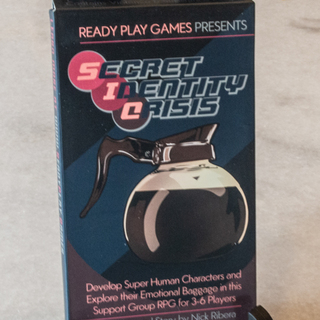 READY PLAY GAMES PRESENTS
SECRET
IDENTITY
CRISIS
Develop Super Human Characters and
Explore their Emotional Baggage in this
Support Group RPG for 3-6 Players
Story by Nick Ribera